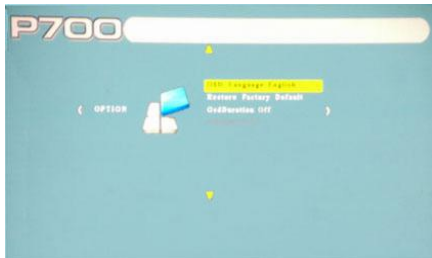 P700
OSD Language English
Restore Factory Default
OPTION
OsdDuration Off